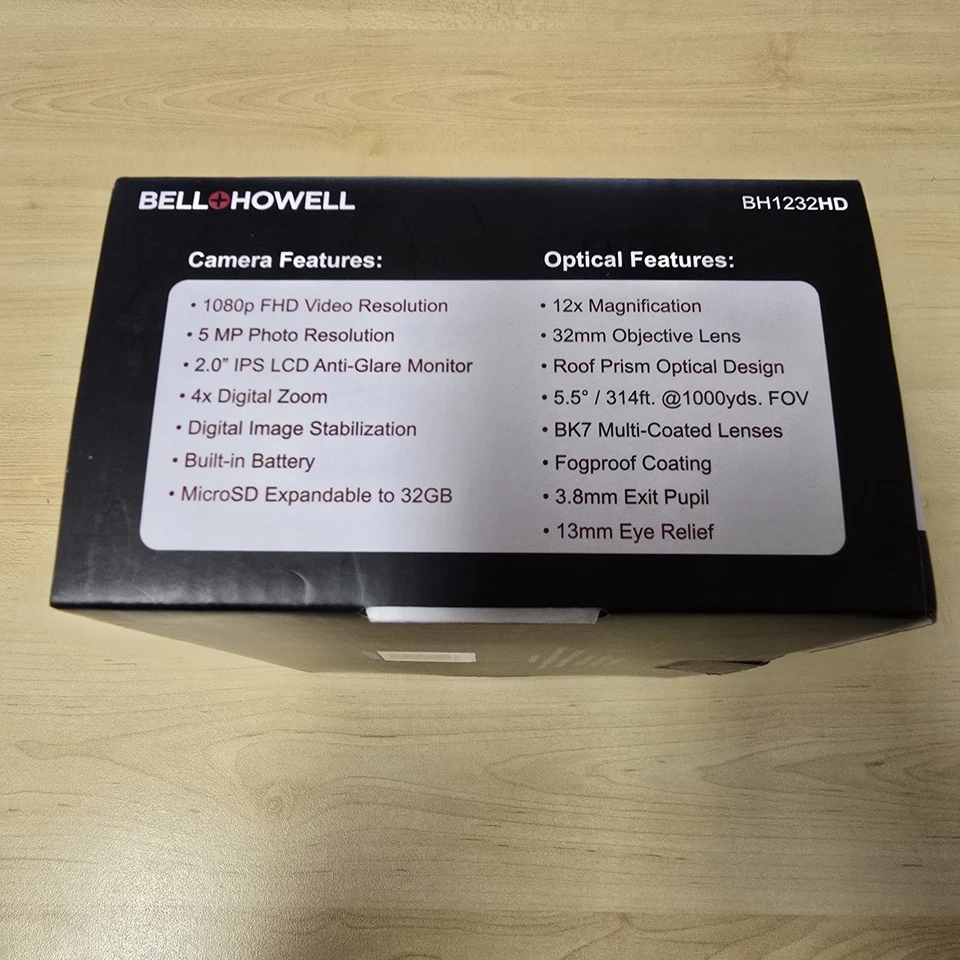 BELL+HOWELL
BH1232HD
Camera Features:
• 1080p FHD Video Resolution
• 5 MP Photo Resolution
• 2.0" IPS LCD Anti-Glare Monitor
• 4x Digital Zoom
• Digital Image Stabilization
• Built-in Battery
• MicroSD Expandable to 32GB
Optical Features:
• 12x Magnification
• 32mm Objective Lens
• Roof Prism Optical Design
• 5.5° / 314ft. @1000yds. FOV
• BK7 Multi-Coated Lenses
• Fogproof Coating
• 3.8mm Exit Pupil
• 13mm Eye Relief